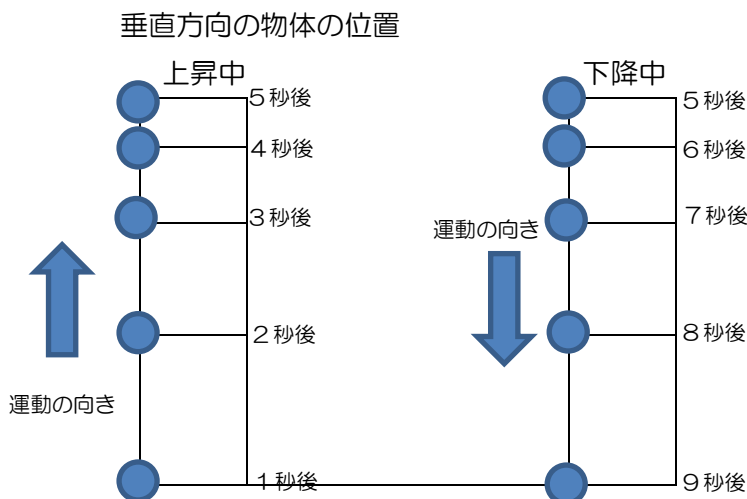 垂直方向の物体の位置
上昇中
5秒後
4秒後
3秒後
2秒後
1秒後
運動の向き
下降中
5秒後
6秒後
7秒後
8秒後
9秒後
運動の向き